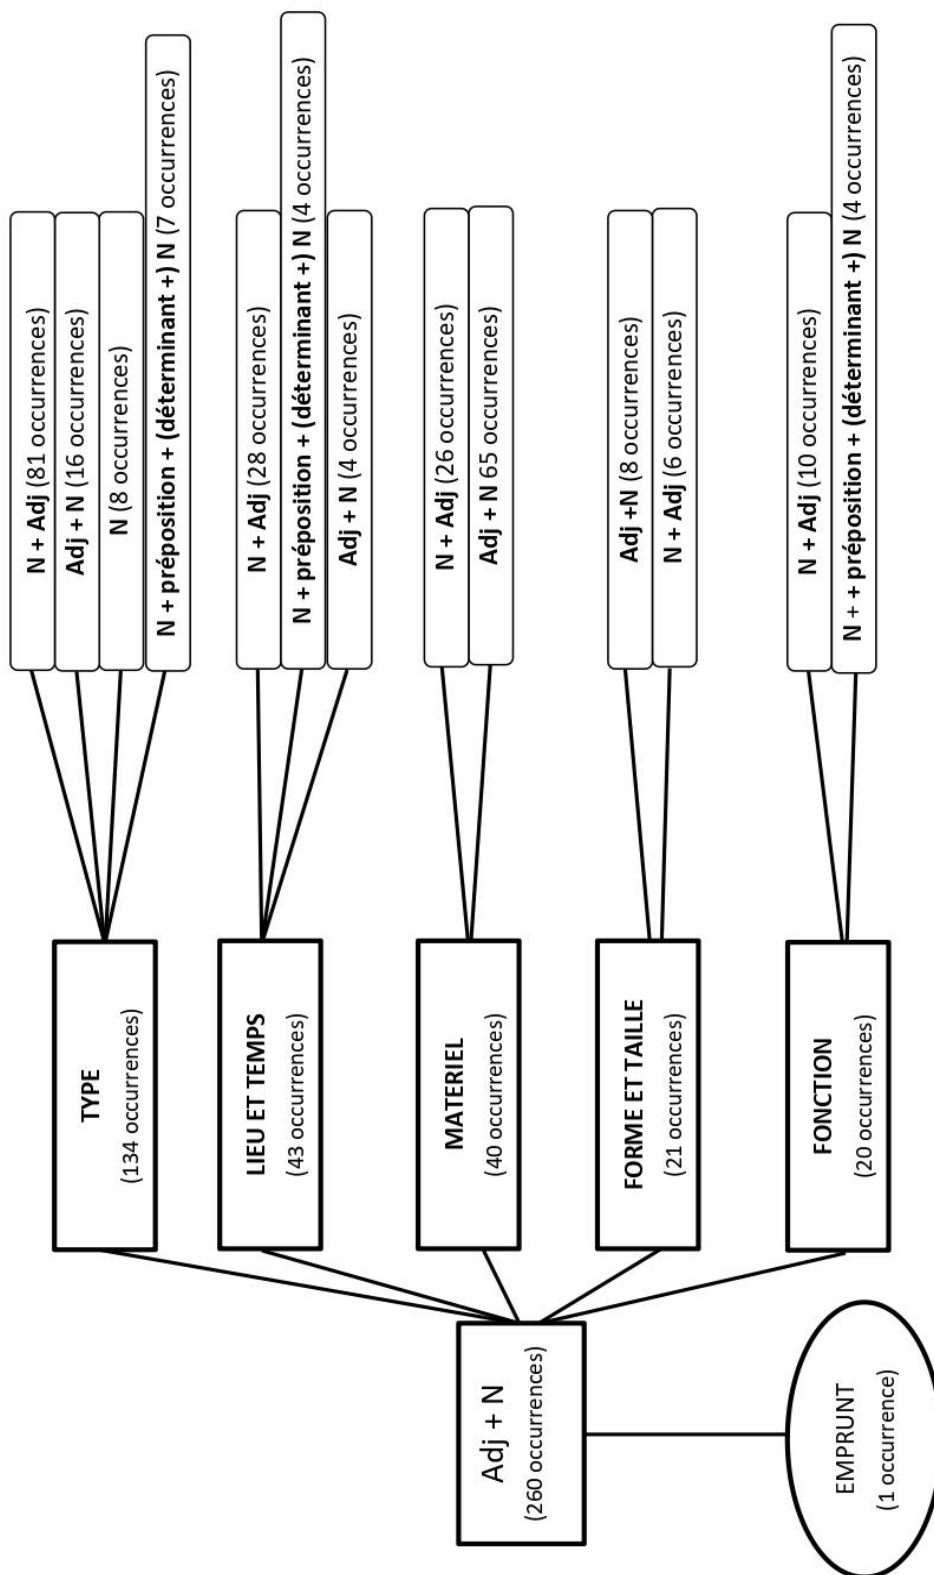 Adj + N
(260 occurrences)
EMPRUNT
(1 occurrence)
TYPE
(134 occurrences)
N + Adj (81 occurrences)
Adj + N (16 occurrences)
N (8 occurrences)
N + préposition + (déterminant +) N (7 occurrences)
LIEU ET TEMPS
(43 occurrences)
N + Adj (28 occurrences)
N + préposition + (déterminant +) N (4 occurrences)
Adj + N (4 occurrences)
MATERIEL
(40 occurrences)
N + Adj (26 occurrences)
Adj + N 65 occurrences)
FORME ET TAILLE
(21 occurrences)
Adj +N (8 occurrences)
N + Adj (6 occurrences)
FONCTION
(20 occurrences)
N + Adj (10 occurrences)
N + + préposition + (déterminant +) N (4 occurrences)